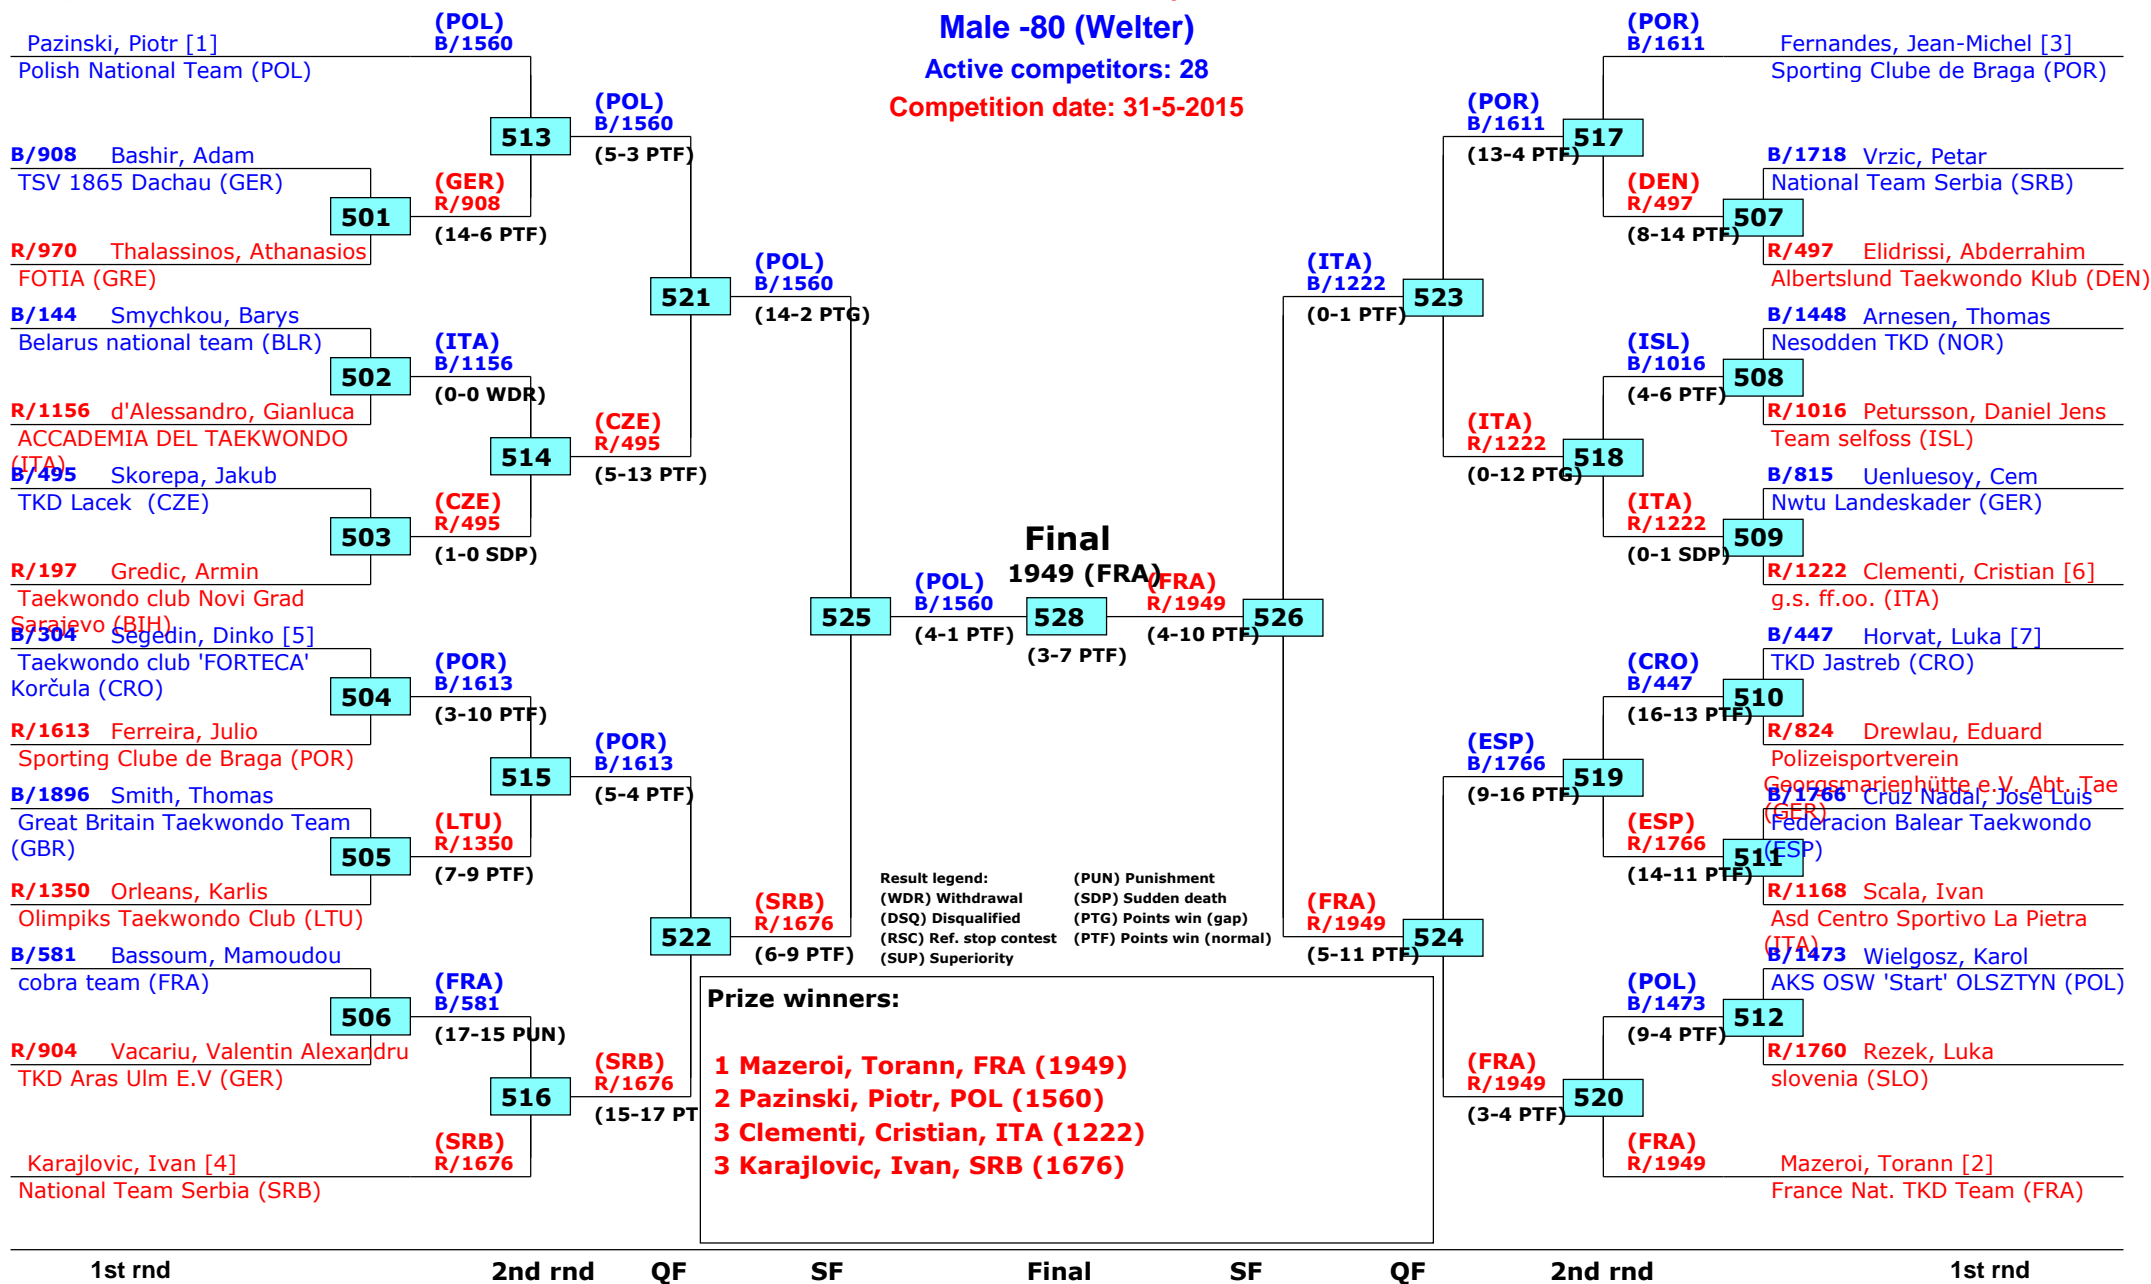 Male -80 (Welter)
Active competitors: 28
Competition date: 31-5-2015
Pazinski, Piotr [1]
Polish National Team (POL)
B/908 Bashir, Adam
TSV 1865 Dachau (GER)
501
R/970 Thalassinos, Athanasios
FOTIA (GRE)
B/144 Smychkou, Barys
Belarus national team (BLR)
502
R/1156 d'Alessandro, Gianluca
ACCADEMIA DEL TAEKWONDO
(ITA)
B/495 Skorepa, Jakub
TKD Lacek (CZE)
503
R/197 Gredic, Armin
Taekwondo club Novi Grad
Sarajevo (BIH)
B/304 Segedin, Dinko [5]
Taekwondo club 'FORTECA'
Korčula (CRO)
504
R/1613 Ferreira, Julio
Sporting Clube de Braga (POR)
B/1896 Smith, Thomas
Great Britain Taekwondo Team
(GBR)
505
R/1350 Orleans, Karlis
Olimpiks Taekwondo Club (LTU)
B/581 Bassoum, Mamoudou
cobra team (FRA)
506
R/904 Vacariu, Valentin Alexandru
TKD Aras Ulm E.V (GER)
Karajlovic, Ivan [4]
National Team Serbia (SRB)
(POL)
B/1560
513
(GER)
R/908
(14-6 PTF)
(ITA)
B/1156
(0-0 WDR)
514
(CZE)
R/495
(1-0 SDP)
(POR)
B/1613
(3-10 PTF)
515
(LTU)
R/1350
(7-9 PTF)
(FRA)
B/581
(17-15 PUN)
516
(SRB)
R/1676
(POL)
B/1560
(5-3 PTF)
521
(CZE)
R/495
(5-13 PTF)
(POR)
B/1613
(5-4 PTF)
522
(SRB)
R/1676
(15-17 PT
(POL)
B/1560
(14-2 PTG)
525
(SRB)
R/1676
(6-9 PTF)
(POL)
B/1560
(4-1 PTF)
Final
1949 (FRA)
528
(3-7 PTF)
(FRA)
R/1949
(4-10 PTF)
526
(ITA)
B/1222
(0-1 PTF)
523
(FRA)
R/1949
(5-11 PTF)
524
(POR)
B/1611
(13-4 PTF)
517
(ITA)
R/1222
(0-12 PTG)
518
(ESP)
B/1766
(9-16 PTF)
519
(FRA)
R/1949
(3-4 PTF)
520
(POR)
B/1611
(DEN)
R/497
(8-14 PTF)
507
(ISL)
B/1016
(4-6 PTF)
508
(ITA)
R/1222
(0-1 SDP)
509
(CRO)
B/447
(16-13 PTF)
510
(ESP)
R/1766
(14-11 PTF)
511
(POL)
B/1473
(9-4 PTF)
512
(FRA)
R/1949
Fernandes, Jean-Michel [3]
Sporting Clube de Braga (POR)
B/1718 Vrzic, Petar
National Team Serbia (SRB)
R/497 Elidrissi, Abderrahim
Albertslund Taekwondo Klub (DEN)
B/1448 Arnesen, Thomas
Nesodden TKD (NOR)
R/1016 Petursson, Daniel Jens
Team selfoss (ISL)
B/815 Uenluesoy, Cem
Nwtu Landeskader (GER)
R/1222 Clementi, Cristian [6]
g.s. ff.oo. (ITA)
B/447 Horvat, Luka [7]
TKD Jastreb (CRO)
R/824 Drewlau, Eduard
Polizeisportverein
Georgsmarienhütte e.V. Abt. Tae
(GER)
B/1766 Cruz Nadal, Jose Luis
Federacion Balear Taekwondo
(ESP)
R/1168 Scala, Ivan
Asd Centro Sportivo La Pietra
(ITA)
B/1473 Wielgosz, Karol
AKS OSW 'Start' OLSZTYN (POL)
R/1760 Rezek, Luka
slovenia (SLO)
Mazeroi, Torann [2]
France Nat. TKD Team (FRA)
Result legend: (PUN) Punishment
(WDR) Withdrawal (SDP) Sudden death
(DSQ) Disqualified (PTG) Points win (gap)
(RSC) Ref. stop contest (PTF) Points win (normal)
(SUP) Superiority
Prize winners:
1 Mazeroi, Torann, FRA (1949)
2 Pazinski, Piotr, POL (1560)
3 Clementi, Cristian, ITA (1222)
3 Karajlovic, Ivan, SRB (1676)
1st rnd 2nd rnd QF SF Final SF QF 2nd rnd 1st rnd